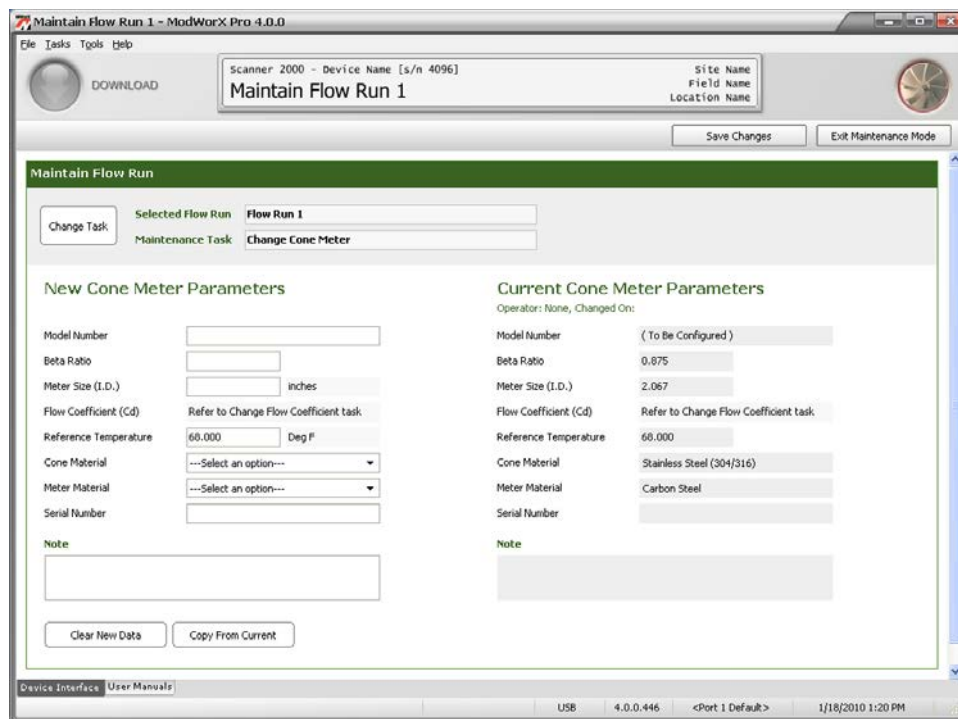 Maintain Flow Run 1 - ModWorX Pro 4.0.0
File Tasks Tools Help
DOWNLOAD
Scanner 2000 - Device Name [s/n 4096]
Maintain Flow Run 1
Site Name
Field Name
Location Name
Save Changes
Exit Maintenance Mode
Maintain Flow Run
Change Task
Selected Flow Run Flow Run 1
Maintenance Task Change Cone Meter
New Cone Meter Parameters
Model Number
Beta Ratio
Meter Size (I.D.) inches
Flow Coefficient (Cd) Refer to Change Flow Coefficient task
Reference Temperature 68.000 Deg F
Cone Material ---Select an option---
Meter Material ---Select an option---
Serial Number
Note
Clear New Data
Copy From Current
Current Cone Meter Parameters
Operator: None, Changed On:
Model Number ( To Be Configured )
Beta Ratio 0.875
Meter Size (I.D.) 2.067
Flow Coefficient (Cd) Refer to Change Flow Coefficient task
Reference Temperature 68.000
Cone Material Stainless Steel (304/316)
Meter Material Carbon Steel
Serial Number
Note
Device Interface User Manuals
USB 4.0.0.446 <Port 1 Default> 1/18/2010 1:20 PM